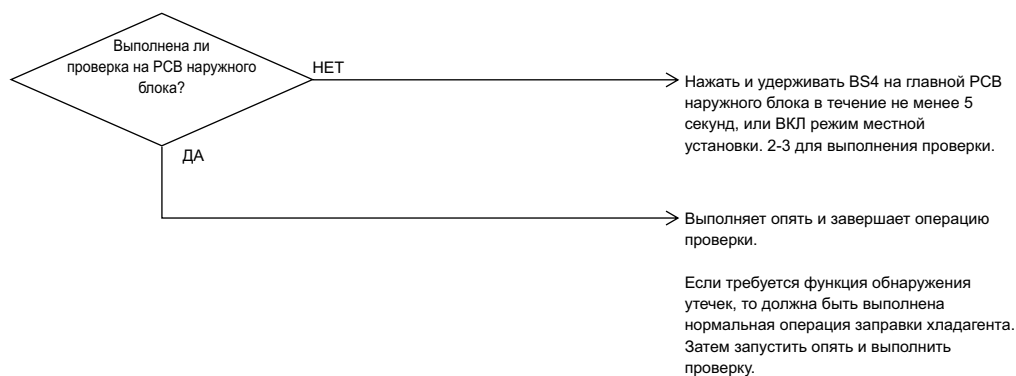 Выполнена ли
проверка на PCB наружного
блока?
НЕТ
Нажать и удерживать BS4 на главной PCB
наружного блока в течение не менее 5
секунд, или ВКЛ режим местной
установки. 2-3 для выполнения проверки.
ДА
Выполняет опять и завершает операцию
проверки.
Если требуется функция обнаружения
утечек, то должна быть выполнена
нормальная операция заправки хладагента.
Затем запустить опять и выполнить
проверку.